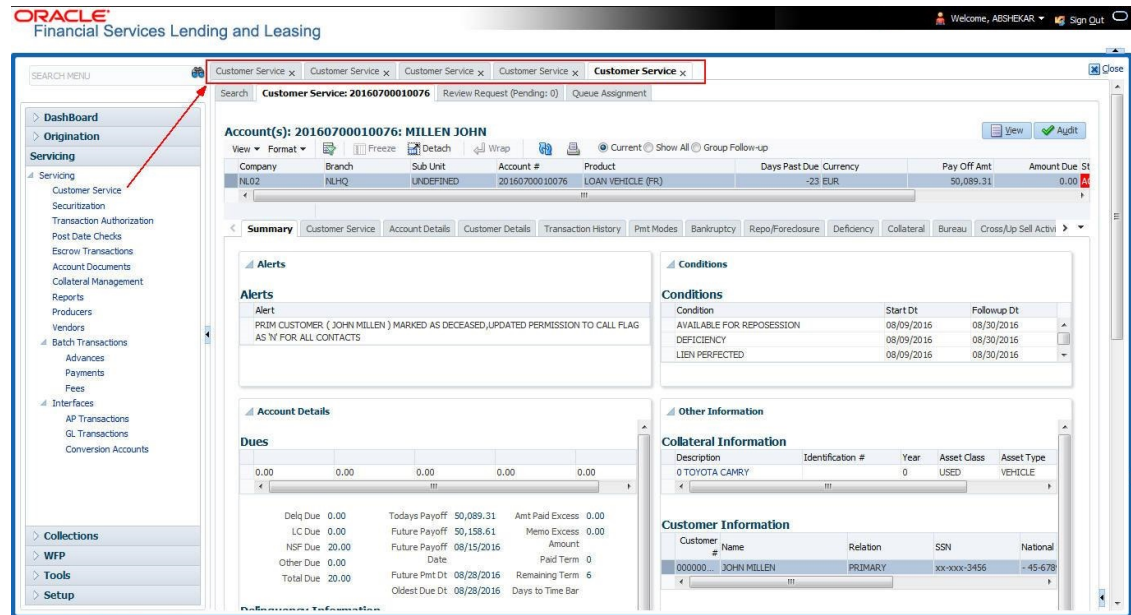 ORACLE
Financial Services Lending and Leasing
Welcome, ABSHEKAR
Sign Out
SEARCH MENU
Customer Service x Customer Service x Customer Service x Customer Service x Customer Service x
Close
Search Customer Service: 20160700010076 Review Request (Pending: 0) Queue Assignment
DashBoard
Origination
Servicing
Servicing
Customer Service
Securitization
Transaction Authorization
Post Date Checks
Escrow Transactions
Account Documents
Collateral Management
Reports
Producers
Vendors
Batch Transactions
Advances
Payments
Fees
Interfaces
AP Transactions
GL Transactions
Conversion Accounts
Collections
WFP
Tools
Setup
Account(s): 20160700010076: MILLEN JOHN
View Audit
View Format Freeze Detach Wrap Current Show All Group Follow-up
Company Branch Sub Unit Account # Product Days Past Due Currency Pay Off Amt Amount Due St
NL02 NLHQ UNDEFINED 20160700010076 LOAN VEHICLE (FR) -23 EUR 50,089.31 0.00
Summary Customer Service Account Details Customer Details Transaction History Pmt Modes Bankruptcy Repo/Foredosure Deficiency Collateral Bureau Cross/Up Sell Activi
Alerts
Alerts
Alert
PRIM CUSTOMER ( JOHN MILLEN ) MARKED AS DECEASED,UPDATED PERMISSION TO CALL FLAG
AS 'N' FOR ALL CONTACTS
Conditions
Conditions
Condition Start Dt Followup Dt
AVAILABLE FOR REPOSESSION 08/09/2016 08/30/2016
DEFICIENCY 08/09/2016 08/30/2016
LIEN PERFECTED 08/09/2016 08/30/2016
Account Details
Dues
0.00 0.00 0.00 0.00 0.00
Delq Due 0.00 Todays Payoff 50,089.31 Amt Paid Excess 0.00
LC Due 0.00 Future Payoff 50,158.61 Memo Excess Amount 0.00
NSF Due 20.00 Future Payoff Date 08/15/2016 Paid Term 0
Other Due 0.00 Future Pmt Dt 08/28/2016 Remaining Term 6
Total Due 20.00 Oldest Due Dt 08/28/2016 Days to Time Bar
Delinquency Information
Other Information
Collateral Information
Description Identification # Year Asset Class Asset Type
0 TOYOTA CAMRY 0 USED VEHICLE
Customer Information
Customer # Name Relation SSN National
000000... JOHN MILLEN PRIMARY xx-xxx-3456 - 45-678